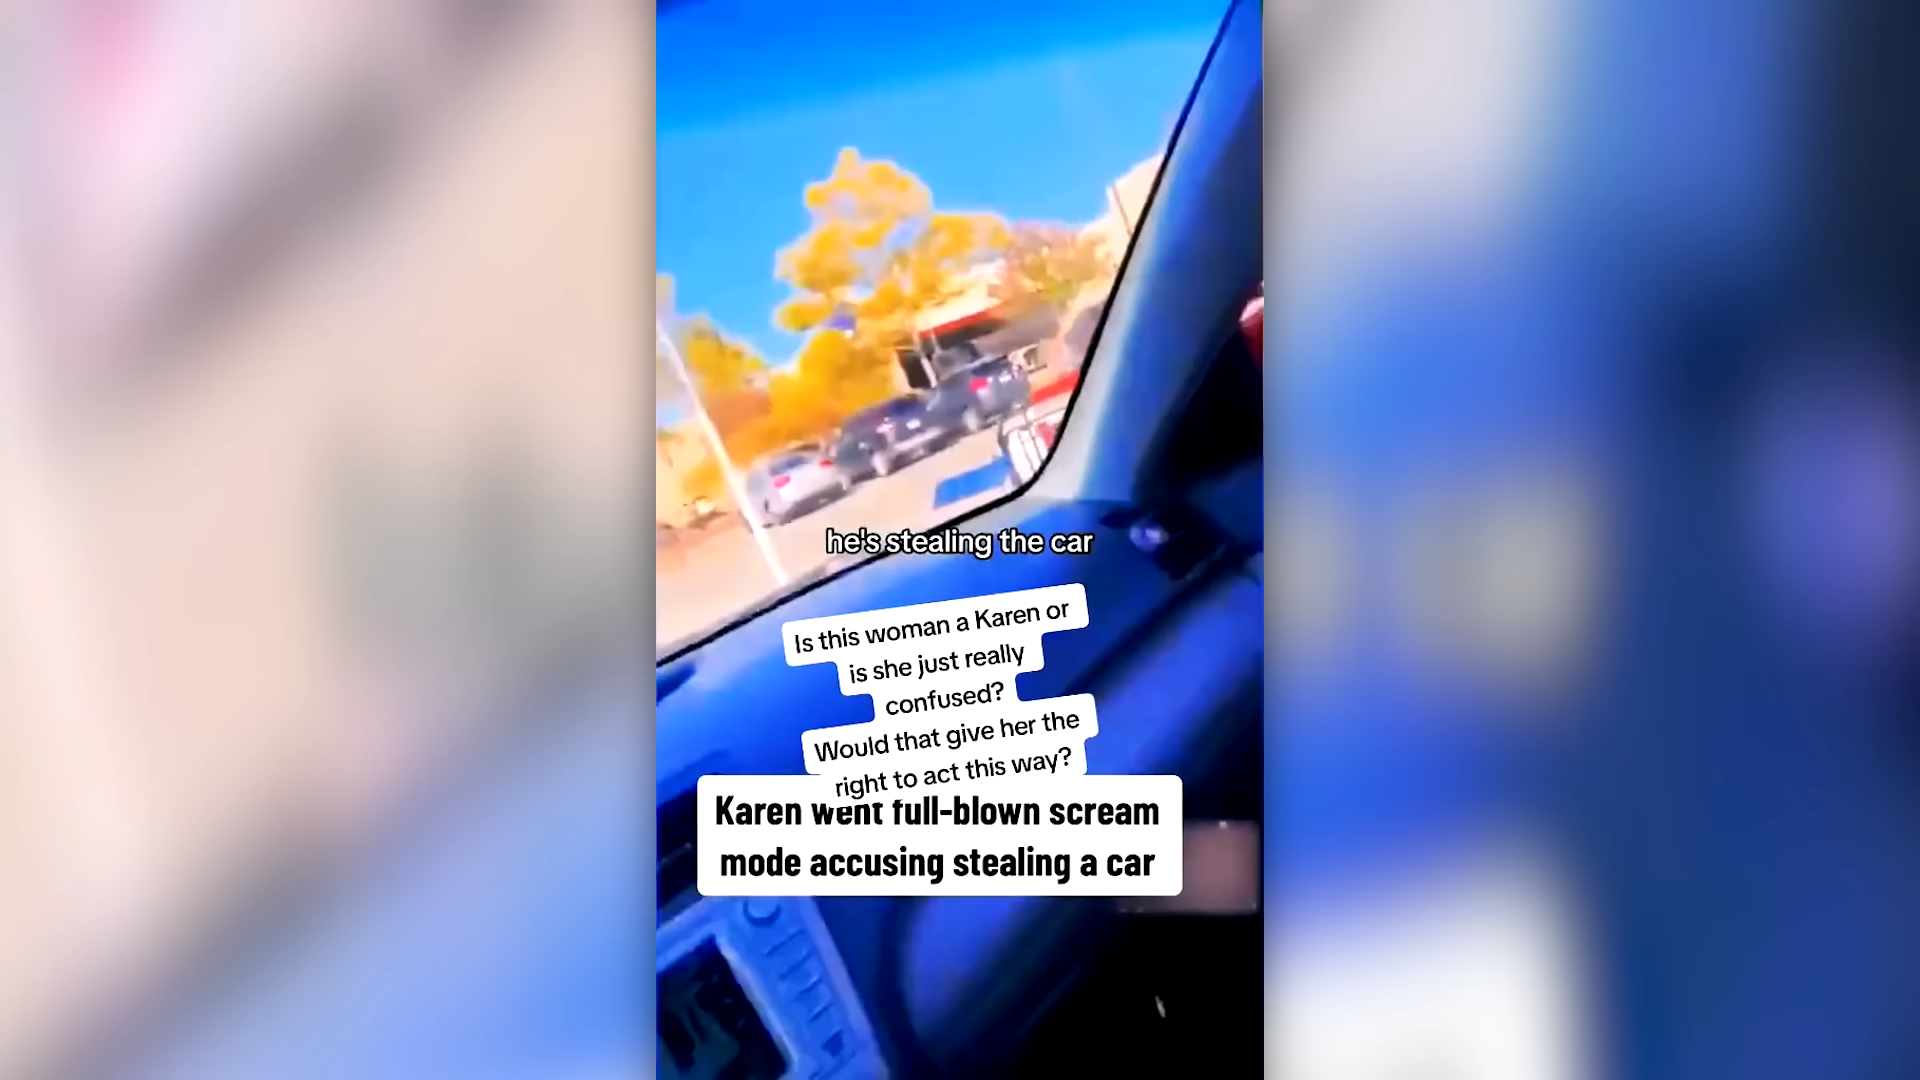 he's stealing the car
Is this woman a Karen or
is she just really
confused?
Would that give her the
right to act this way?
Karen went full-blown scream
mode accusing stealing a car